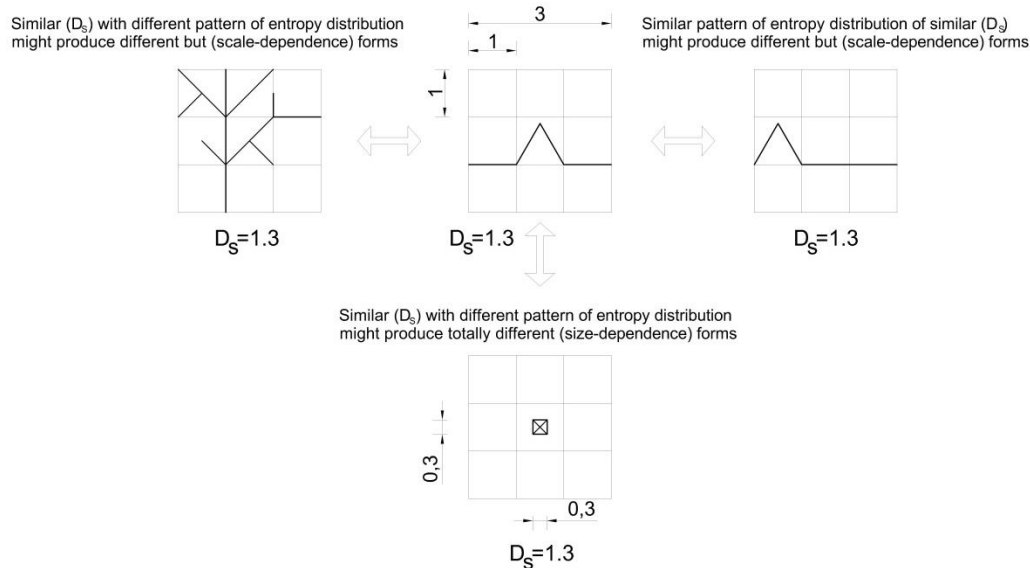 Similar (Ds) with different pattern of entropy distribution
might produce different but (scale-dependence) forms
3
1
1
Similar pattern of entropy distribution of similar (Ds)
might produce different but (scale-dependence) forms
Ds=1.3
Ds=1.3
Ds=1.3
Similar (Ds) with different pattern of entropy distribution
might produce totally different (size-dependence) forms
0,3
0,3
Ds=1.3